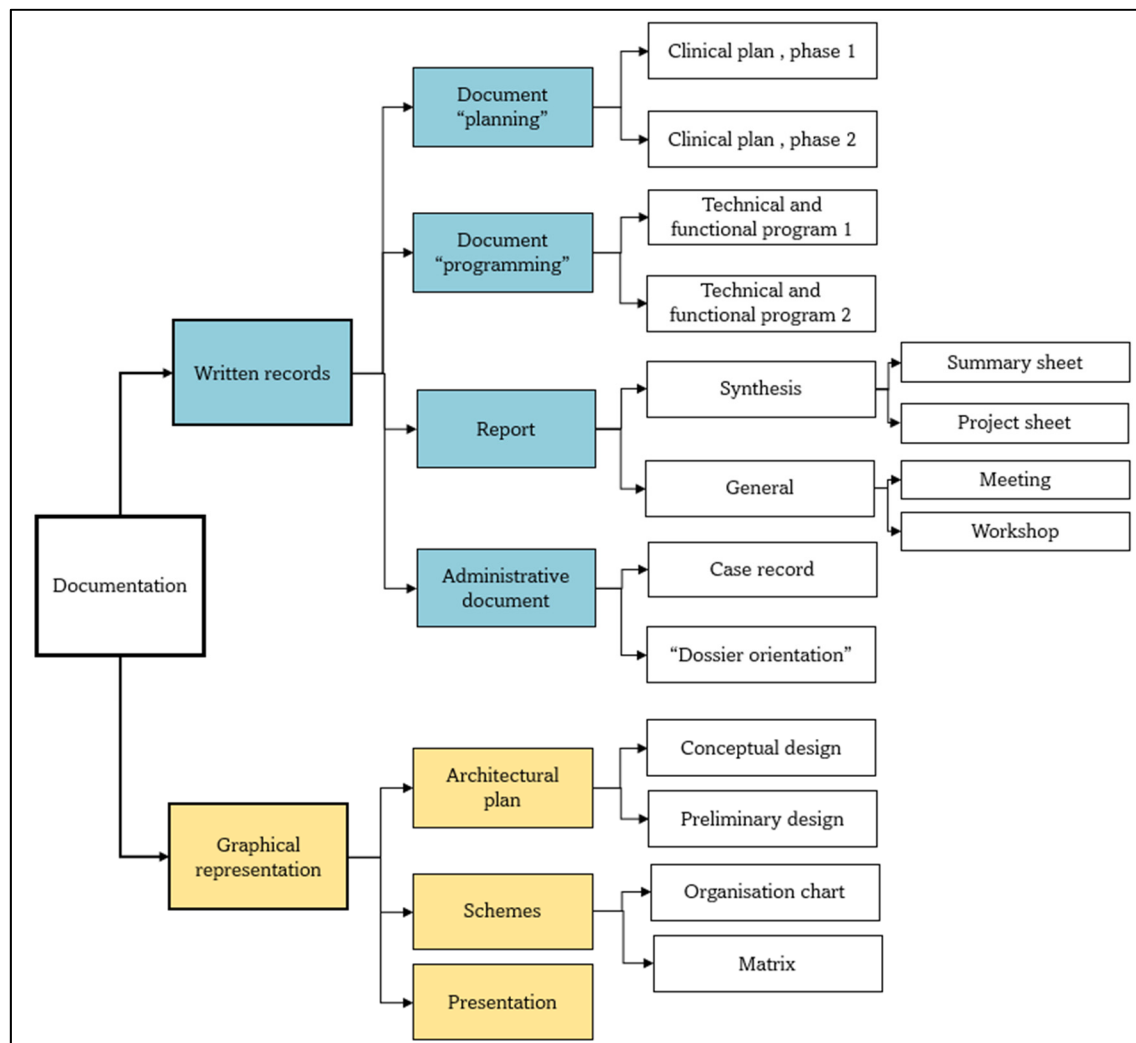 Clinical plan , phase 1
Document
“planning”
Clinical plan , phase 2
Technical and
functional program 1
Document
“programming”
Technical and
functional program 2
Written records
Summary sheet
Synthesis
Project sheet
Report
Meeting
General
Workshop
Documentation
Case record
Administrative
document
“Dossier orientation”
Conceptual design
Architectural
plan
Preliminary design
Graphical
representation
Organisation chart
Schemes
Matrix
Presentation